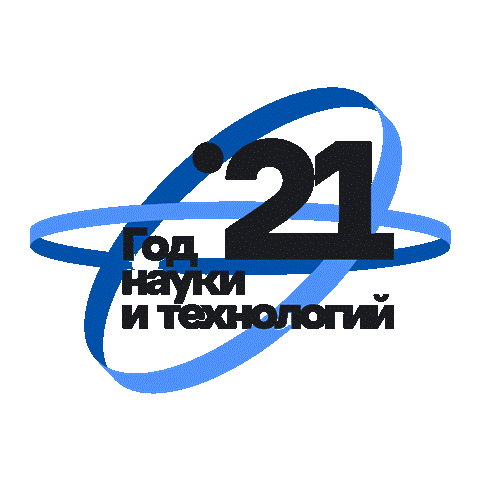 '21
Год
науки
и технологий